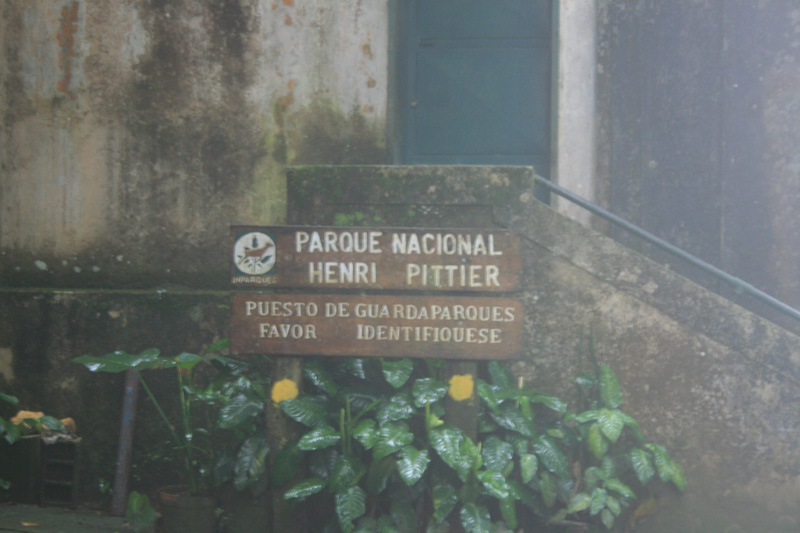 PARQUE NACIONAL
HENRI PITTIER
INPARQUES
PUESTO DE GUARDAPARQUES
FAVOR IDENTIFIQUESE